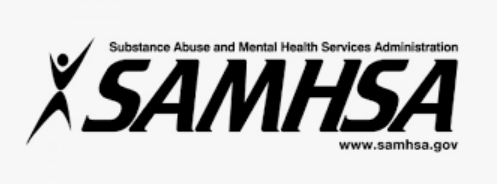 Substance Abuse and Mental Health Services Administration
SAMHSA
www.samhsa.gov